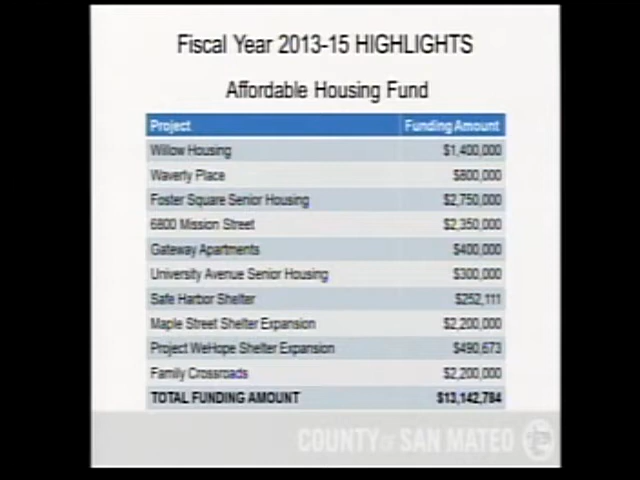 Fiscal Year 2013-15 HIGHLIGHTS
Affordable Housing Fund
Project Funding Amount
Willow Housing $1,400,000
Waverly Place $800,000
Foster Square Senior Housing $2,750,000
6800 Mission Street $2,350,000
Gateway Apartments $400,000
University Avenue Senior Housing $300,000
Safe Harbor Shelter $252,111
Maple Street Shelter Expansion $2,200,000
Project WeHope Shelter Expansion $490,673
Family Crossroads $2,200,000
TOTAL FUNDING AMOUNT $13,142,784
COUNTY OF SAN MATEO